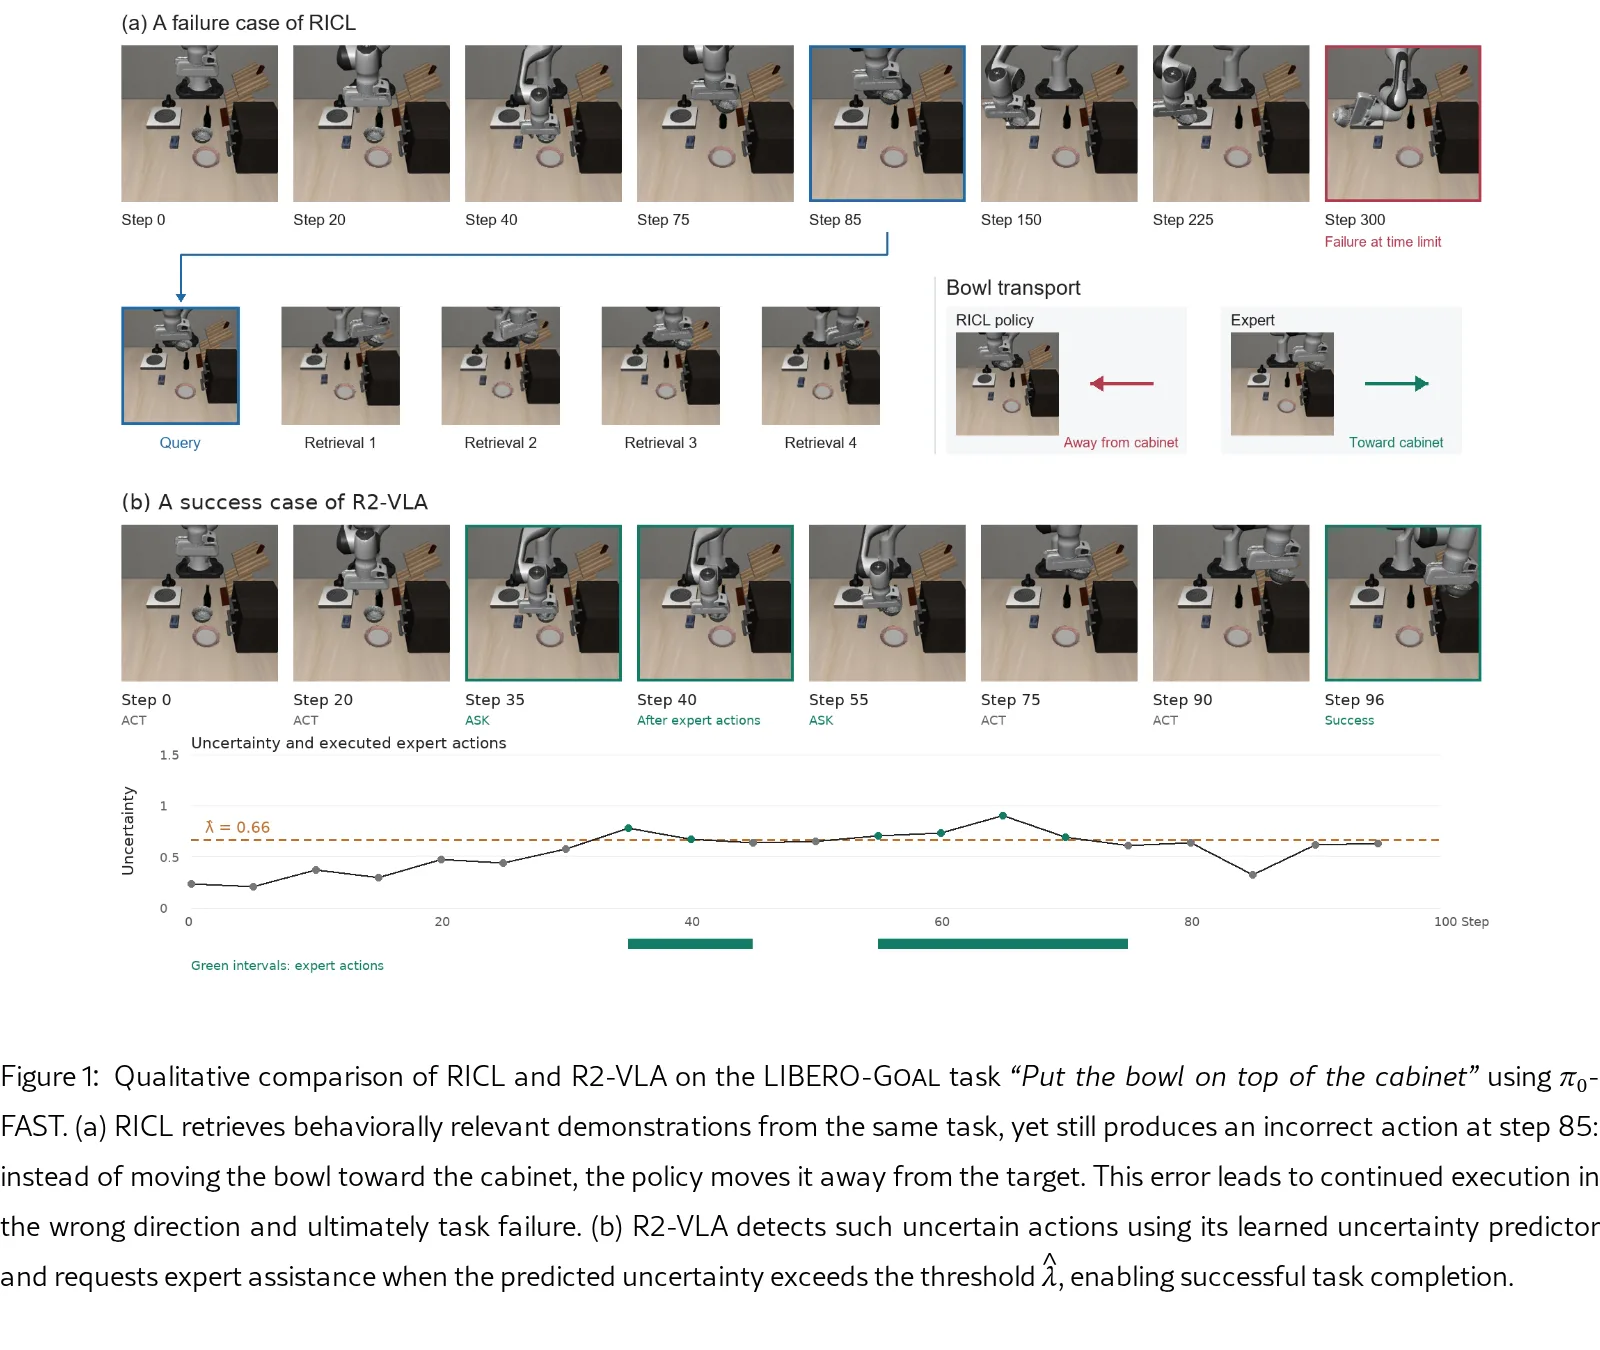 (a) A failure case of RICL
Step 0
Step 20
Step 40
Step 75
Step 85
Step 150
Step 225
Step 300
Failure at time limit
Query
Retrieval 1
Retrieval 2
Retrieval 3
Retrieval 4
Bowl transport
RICL policy
Away from cabinet
Expert
Toward cabinet
(b) A success case of R2-VLA
Step 0
ACT
Step 20
ACT
Step 35
ASK
Step 40
After expert actions
Step 55
ASK
Step 75
ACT
Step 90
ACT
Step 96
Success
Uncertainty and executed expert actions
Uncertainty
1.5
1
0.5
0
λ̂ = 0.66
0
20
40
60
80
100 Step
Green intervals: expert actions
Figure 1: Qualitative comparison of RICL and R2-VLA on the LIBERO-GOAL task “Put the bowl on top of the cabinet” using π₀-
FAST. (a) RICL retrieves behaviorally relevant demonstrations from the same task, yet still produces an incorrect action at step 85:
instead of moving the bowl toward the cabinet, the policy moves it away from the target. This error leads to continued execution in
the wrong direction and ultimately task failure. (b) R2-VLA detects such uncertain actions using its learned uncertainty predictor
and requests expert assistance when the predicted uncertainty exceeds the threshold λ̂, enabling successful task completion.